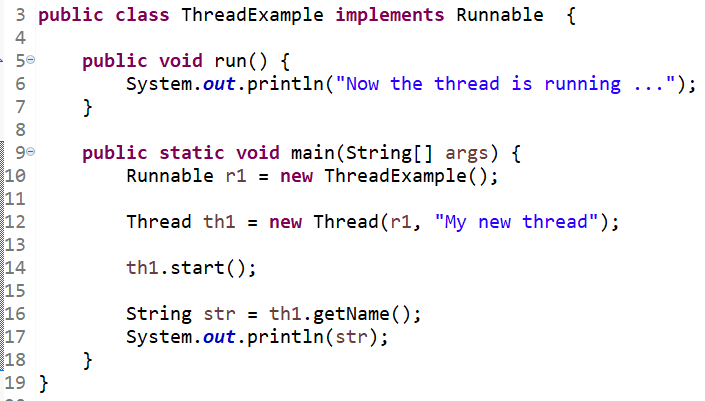 3 public class ThreadExample implements Runnable  {
4
5    public void run() {
6        System.out.println("Now the thread is running ...");
7    }
8
9    public static void main(String[] args) {
10        Runnable r1 = new ThreadExample();
11
12        Thread th1 = new Thread(r1, "My new thread");
13
14        th1.start();
15
16        String str = th1.getName();
17        System.out.println(str);
18    }
19 }